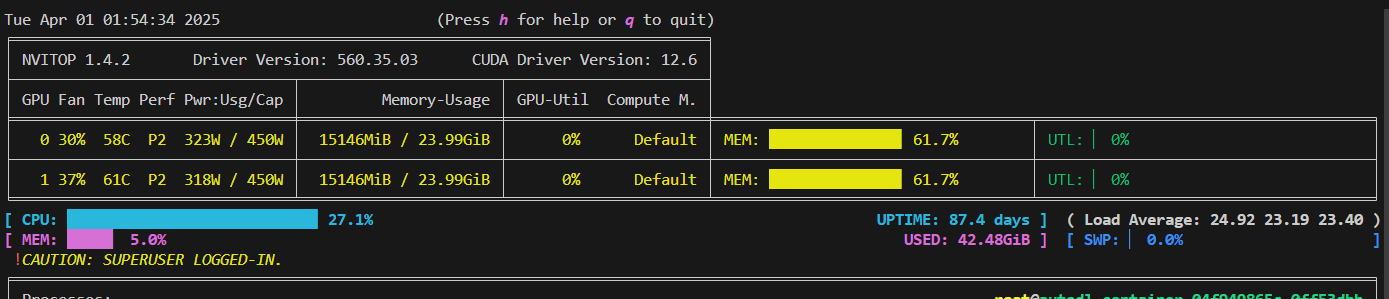 Tue Apr 01 01:54:34 2025 (Press h for help or q to quit)
NVITOP 1.4.2 Driver Version: 560.35.03 CUDA Driver Version: 12.6
GPU Fan Temp Perf Pwr:Usg/Cap Memory-Usage GPU-Util Compute M.
0 30% 58C P2 323W / 450W 15146MiB / 23.99GiB 0% Default MEM: 61.7% UTL: 0%
1 37% 61C P2 318W / 450W 15146MiB / 23.99GiB 0% Default MEM: 61.7% UTL: 0%
[ CPU: 27.1% UPTIME: 87.4 days ] ( Load Average: 24.92 23.19 23.40 )
[ MEM: 5.0% USED: 42.48GiB ] [ SWP: 0.0% ]
!CAUTION: SUPERUSER LOGGED-IN.
Processes: